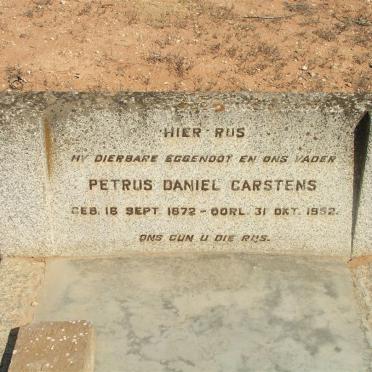 HIER RUS
MY DIERBARE EGGENOOT EN ONS VADER
PETRUS DANIEL CARSTENS
GEB. 18 SEPT. 1872 - OORL. 31 OKT. 1952.
ONS GUN U DIE RUS.